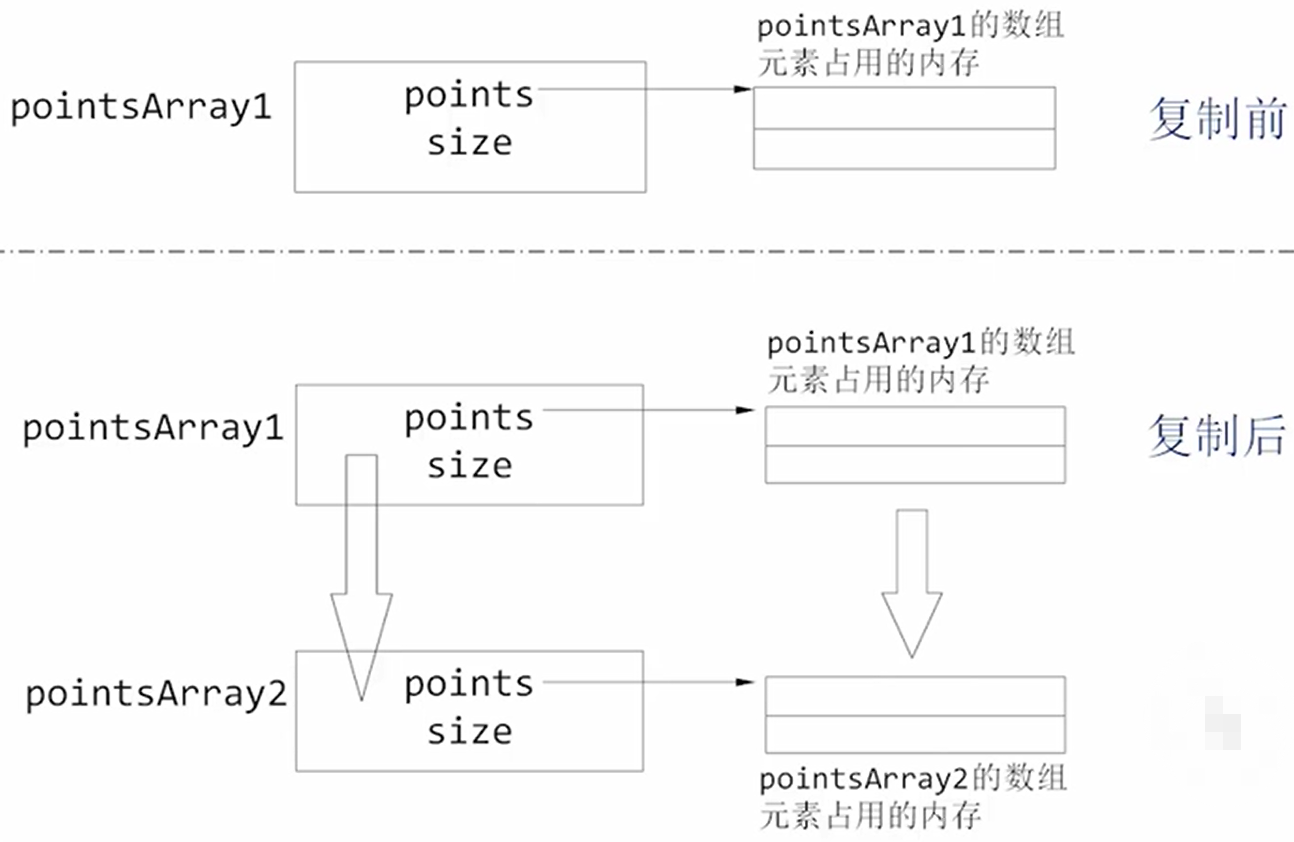 pointsArray1的数组
元素占用的内存
pointsArray1
points
size
复制前
pointsArray1的数组
元素占用的内存
pointsArray1
points
size
复制后
pointsArray2
points
size
pointsArray2的数组
元素占用的内存